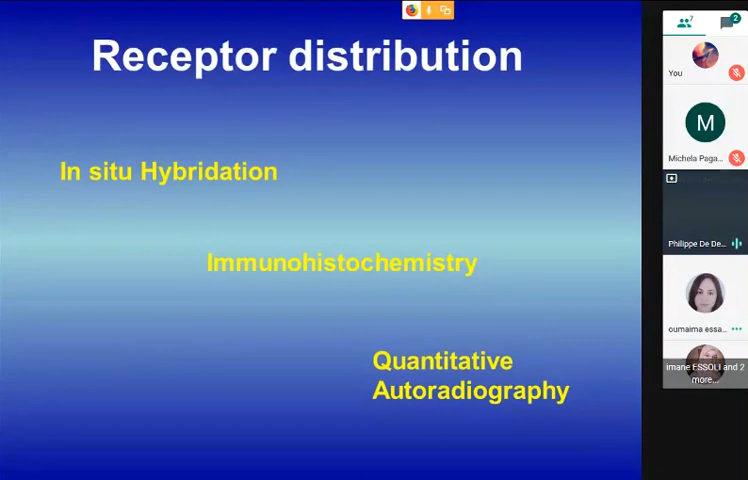 Receptor distribution
In situ Hybridation
Immunohistochemistry
Quantitative
Autoradiography
7
2
You
M
Michela Paga...
Philippe De De...
oumaima essa...
imane ESSOLI and 2
more...